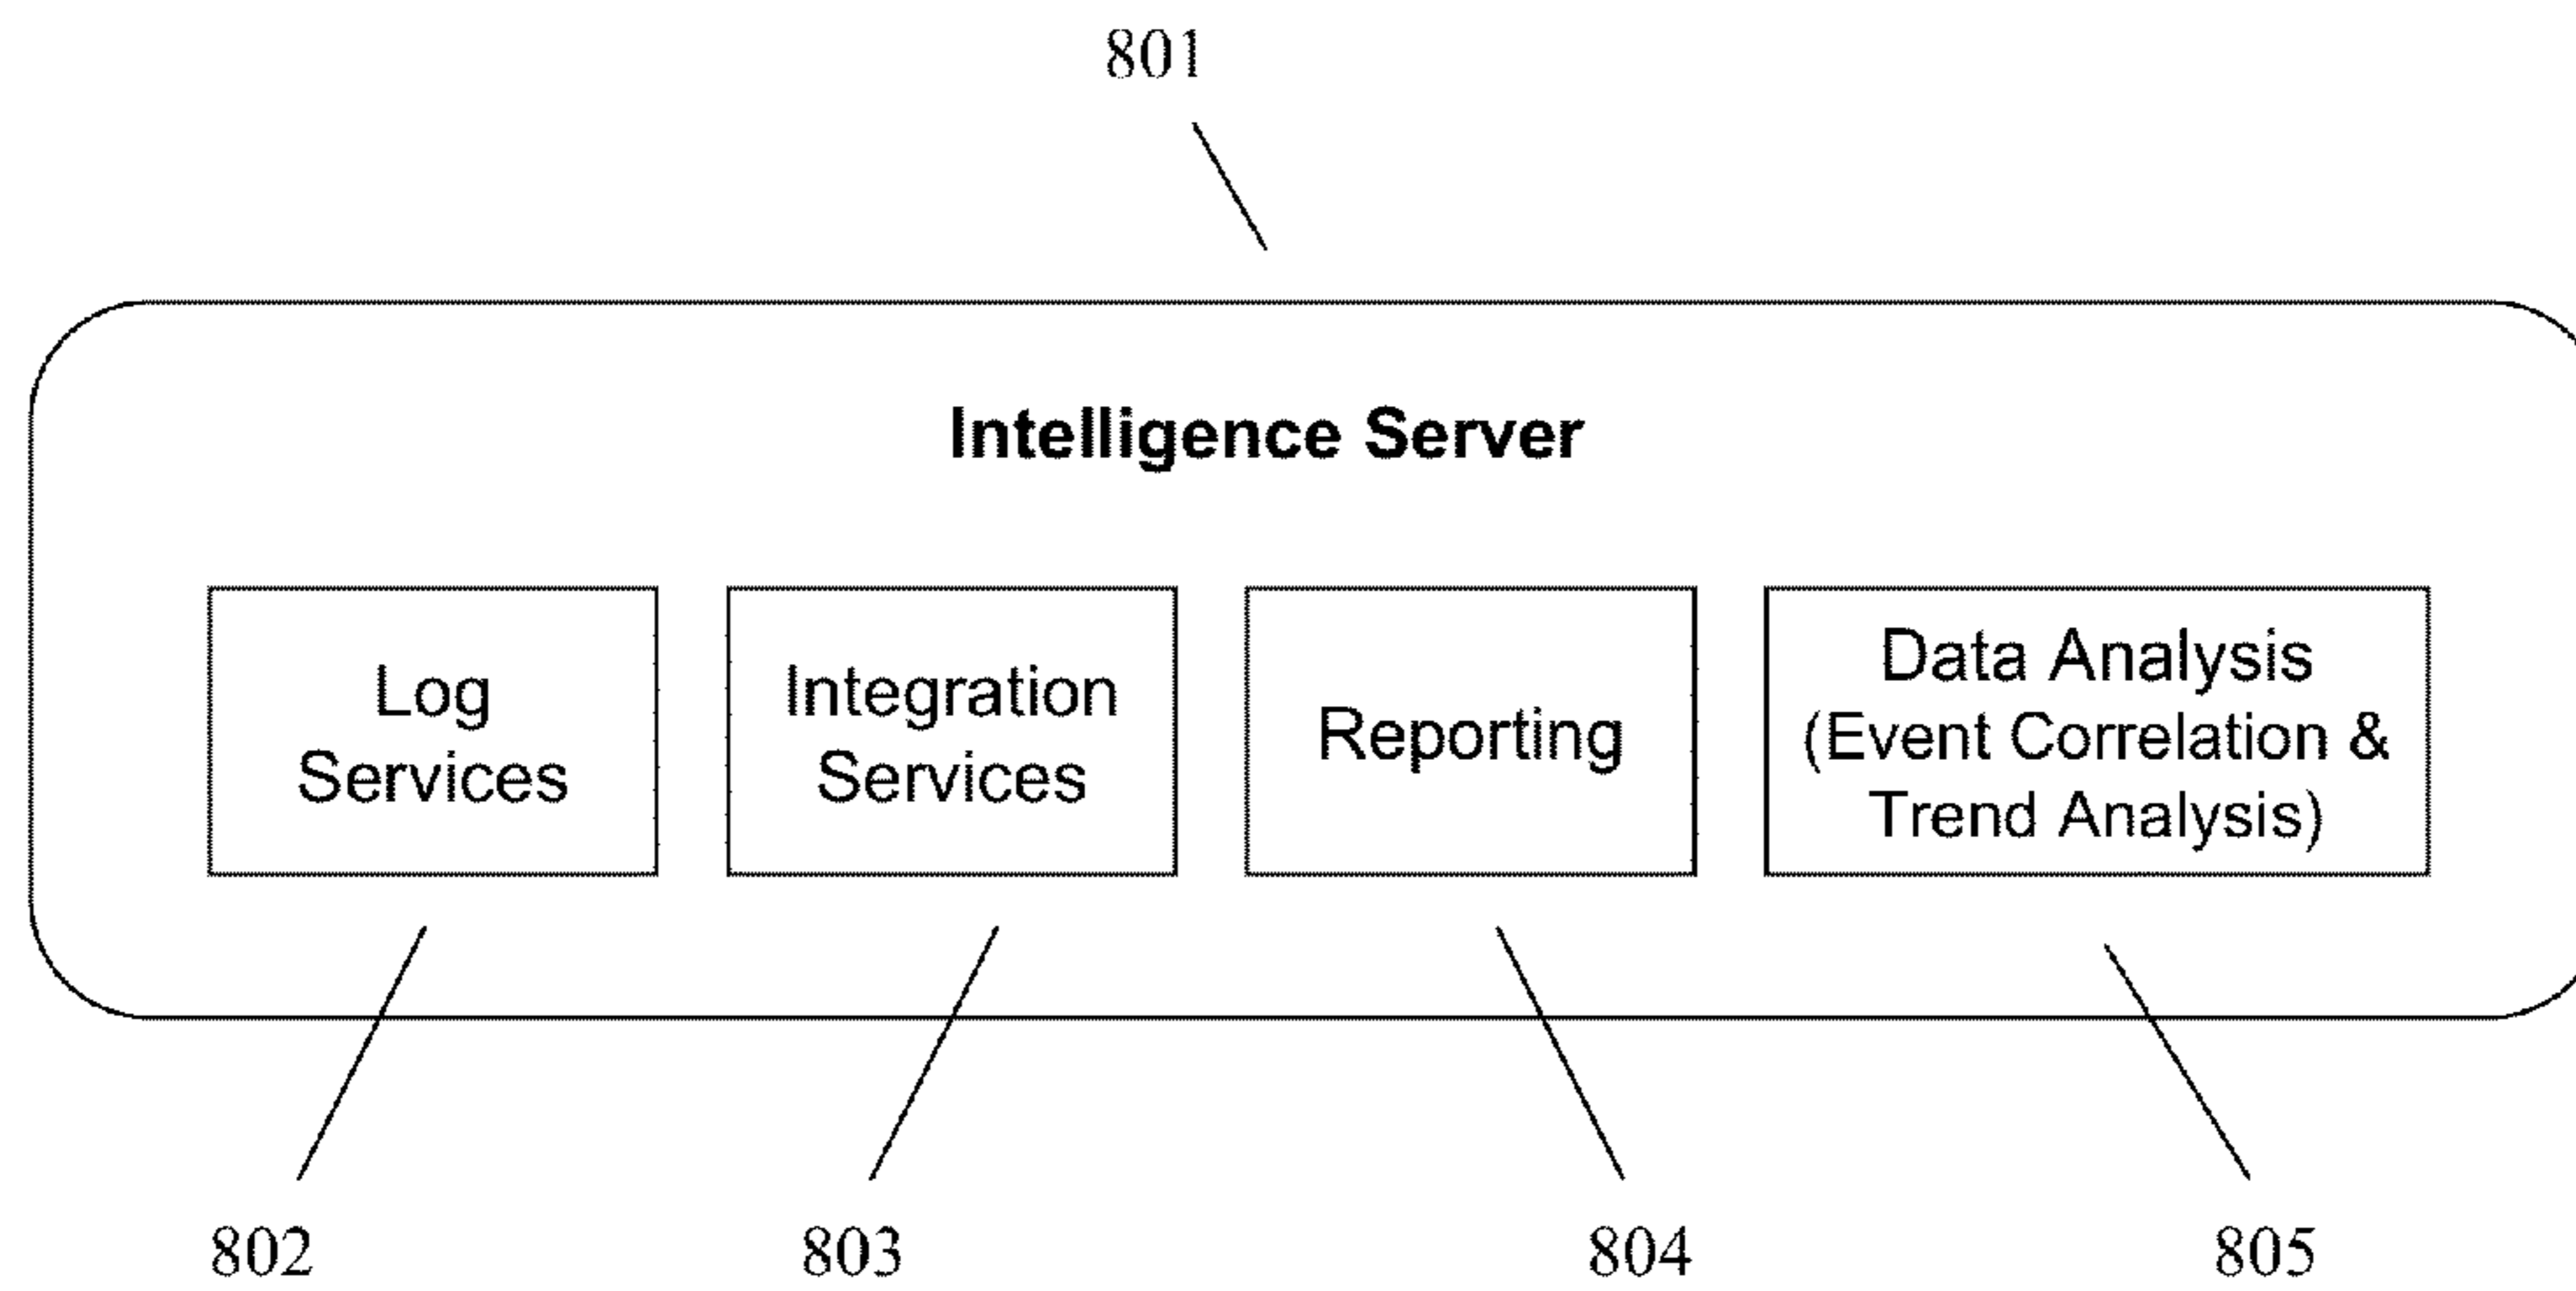 801
Intelligence Server
Log
Services
Integration
Services
Reporting
Data Analysis
(Event Correlation &
Trend Analysis)
802
803
804
805